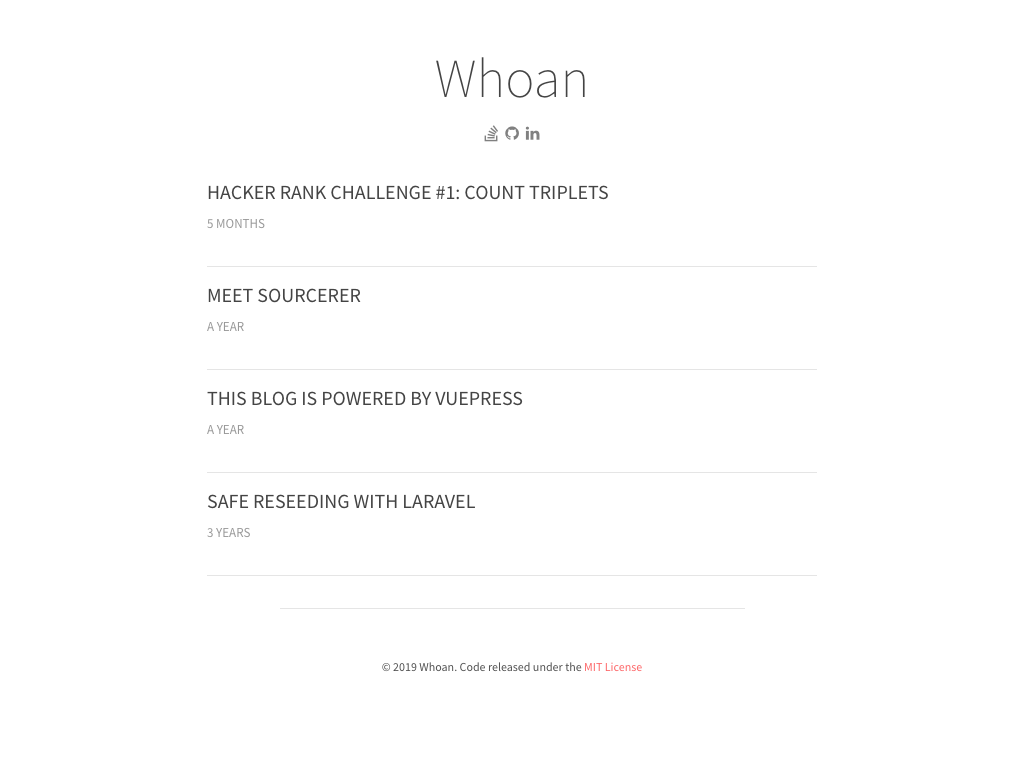 Whoan
HACKER RANK CHALLENGE #1: COUNT TRIPLETS
5 MONTHS
MEET SOURCERER
A YEAR
THIS BLOG IS POWERED BY VUEPRESS
A YEAR
SAFE RESEEDING WITH LARAVEL
3 YEARS
© 2019 Whoan. Code released under the MIT License